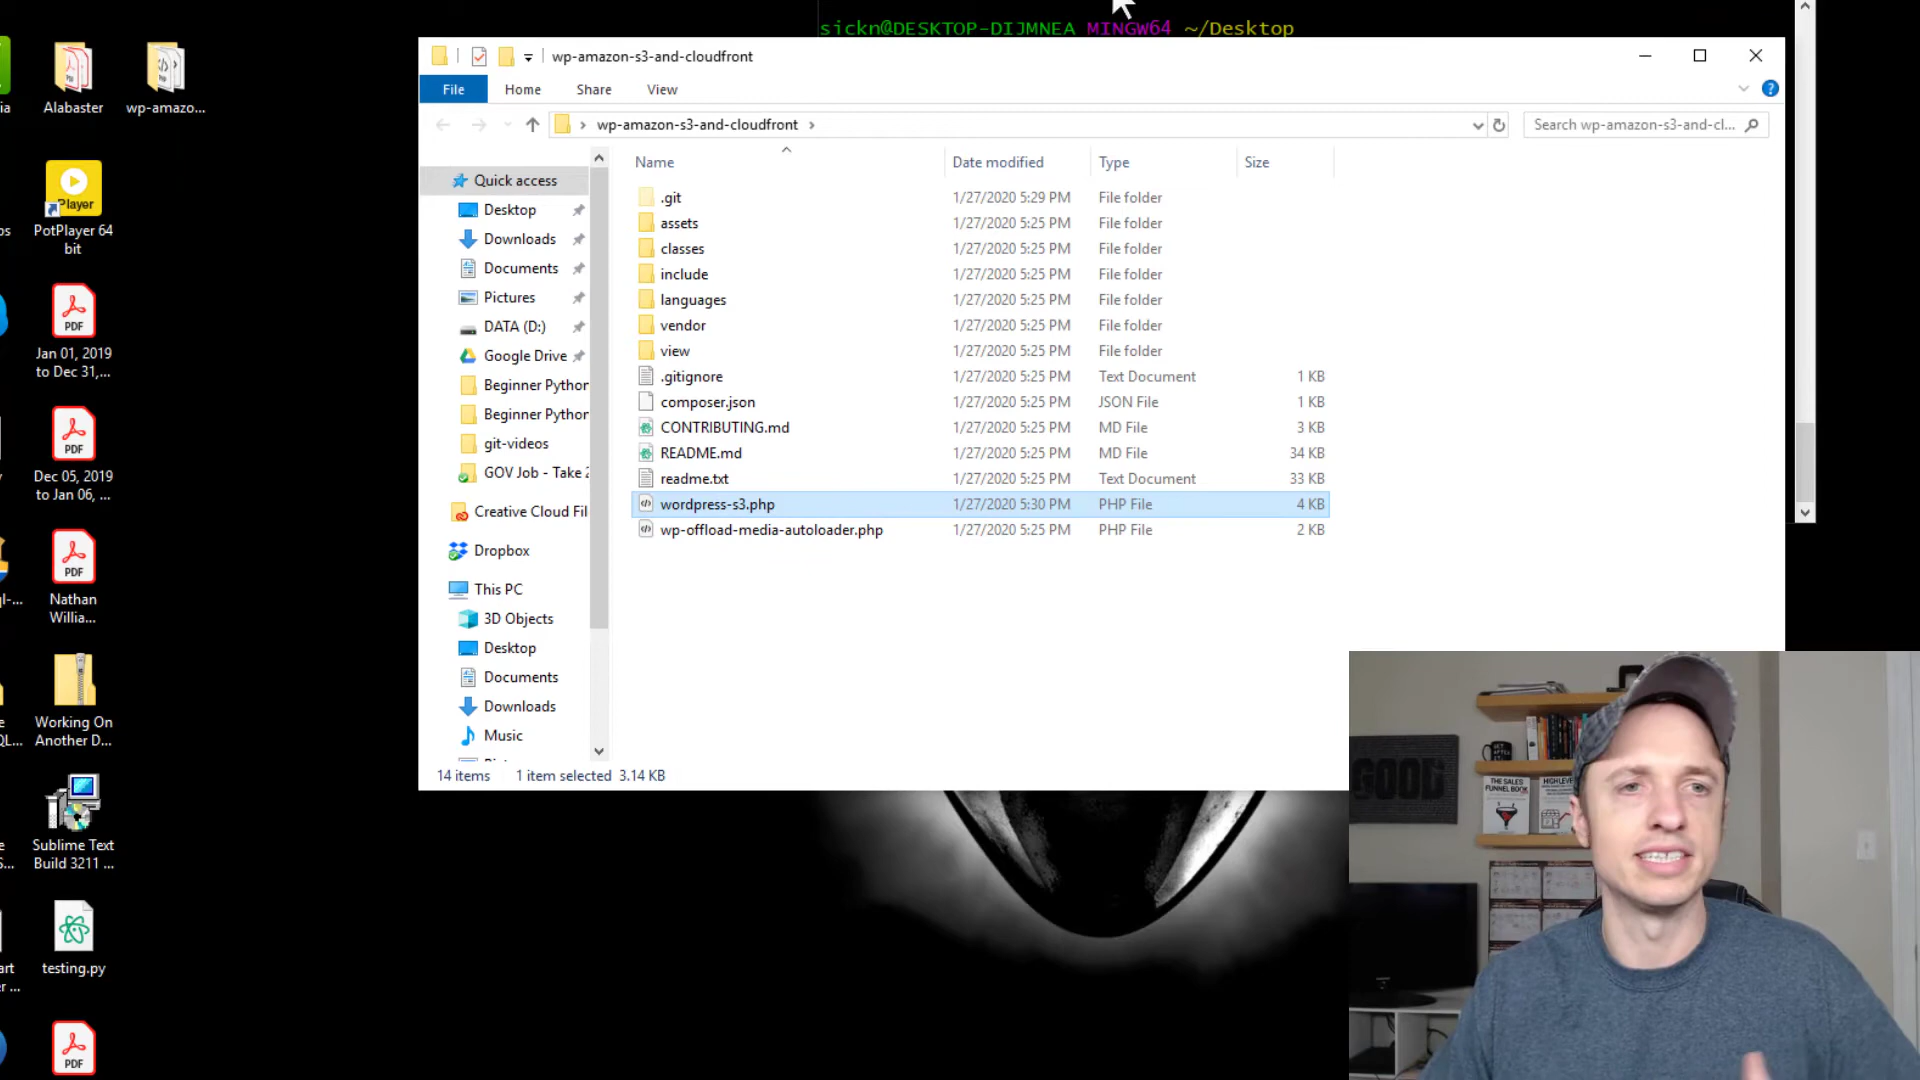 sickn@DESKTOP-DIJMNEA MINGW64 ~/Desktop
wp-amazon-s3-and-cloudfront
File Home Share View
wp-amazon-s3-and-cloudfront
Search wp-amazon-s3-and-cl...
Name Date modified Type Size
Quick access
Desktop
Downloads
Documents
Pictures
DATA (D:)
Google Drive
Beginner Python
Beginner Python
git-videos
GOV Job - Take 2
Creative Cloud Fil
Dropbox
This PC
3D Objects
Desktop
Documents
Downloads
Music
.git 1/27/2020 5:29 PM File folder
assets 1/27/2020 5:25 PM File folder
classes 1/27/2020 5:25 PM File folder
include 1/27/2020 5:25 PM File folder
languages 1/27/2020 5:25 PM File folder
vendor 1/27/2020 5:25 PM File folder
view 1/27/2020 5:25 PM File folder
.gitignore 1/27/2020 5:25 PM Text Document 1 KB
composer.json 1/27/2020 5:25 PM JSON File 1 KB
CONTRIBUTING.md 1/27/2020 5:25 PM MD File 3 KB
README.md 1/27/2020 5:25 PM MD File 34 KB
readme.txt 1/27/2020 5:25 PM Text Document 33 KB
wordpress-s3.php 1/27/2020 5:30 PM PHP File 4 KB
wp-offload-media-autoloader.php 1/27/2020 5:25 PM PHP File 2 KB
14 items 1 item selected 3.14 KB
Alabaster
wp-amazo...
Player
PotPlayer 64
bit
PDF
Jan 01, 2019
to Dec 31,...
PDF
Dec 05, 2019
to Jan 06, ...
PDF
Nathan
Willia...
Working On
Another D...
Sublime Text
Build 3211 ...
testing.py
PDF
GOOD
GET
AFTER
THE SALES
FUNNEL BOOK
HIGH LEVEL